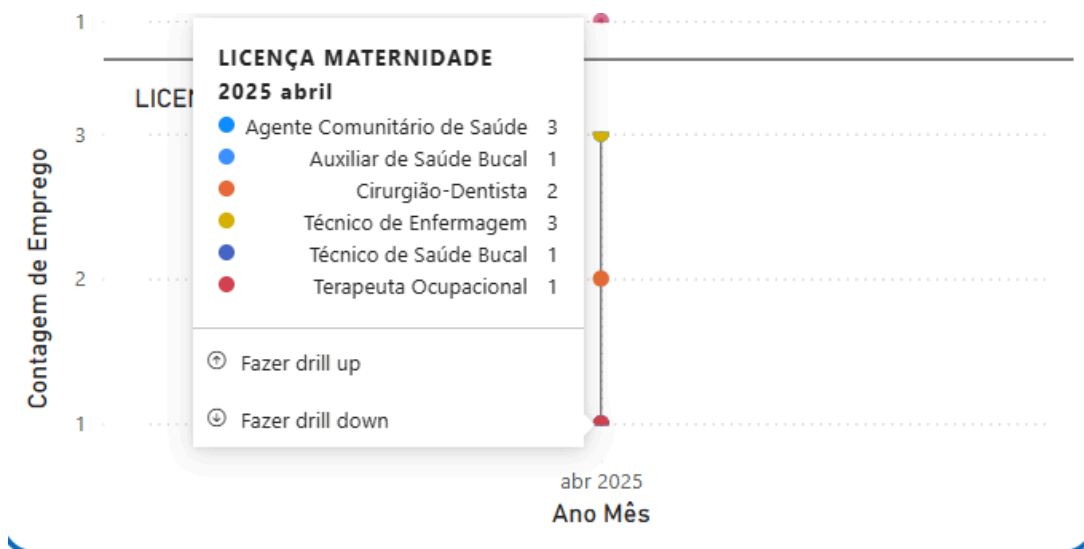 1
LICENÇA MATERNIDADE
2025 abril
LICEN
Agente Comunitário de Saúde 3
Auxiliar de Saúde Bucal 1
Cirurgião-Dentista 2
Técnico de Enfermagem 3
Técnico de Saúde Bucal 1
Terapeuta Ocupacional 1
Fazer drill up
Fazer drill down
Contagem de Emprego
3
2
1
abr 2025
Ano Mês